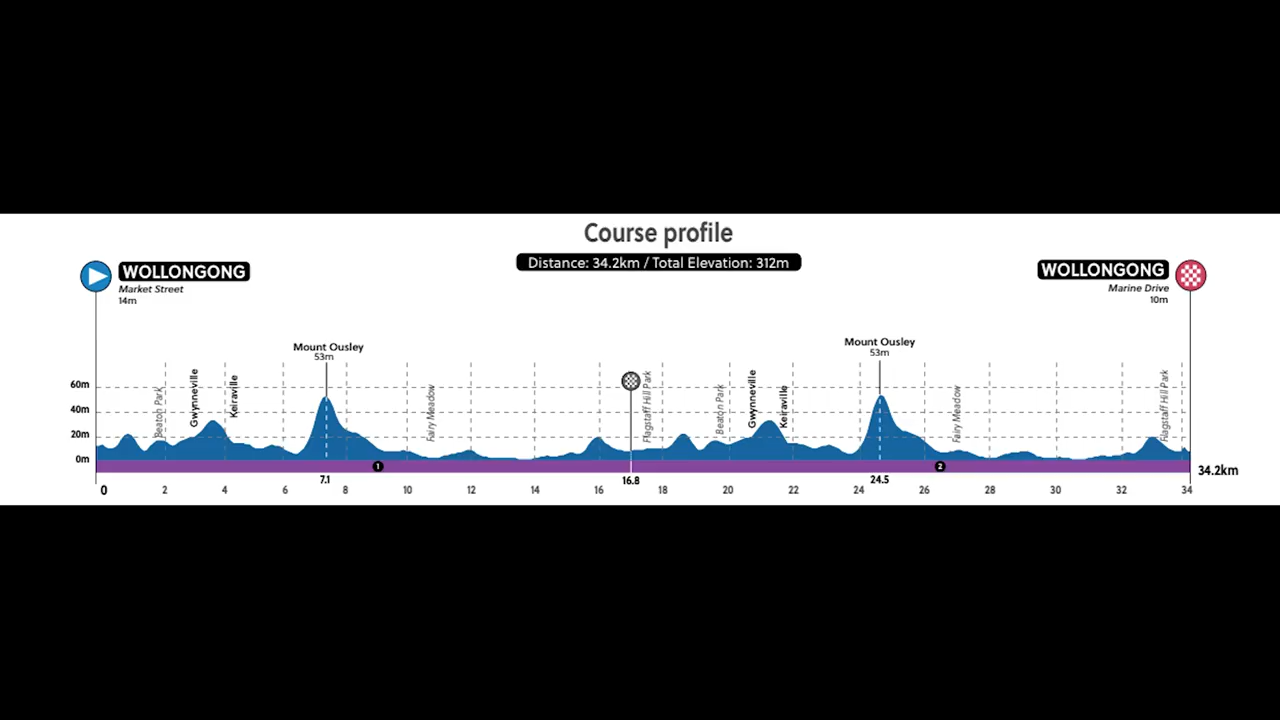 Course profile
Distance: 34.2km / Total Elevation: 312m
WOLLONGONG
Market Street
14m
WOLLONGONG
Marine Drive
10m
Mount Ousley
53m
Mount Ousley
53m
60m
40m
20m
0m
Beaton Park
Gwynneville
Keiraville
Fairy Meadow
Flagstaff Hill Park
Beaton Park
Gwynneville
Keiraville
Fairy Meadow
Flagstaff Hill Park
1
2
34.2km
7.1
16.8
24.5
0 2 4 6 8 10 12 14 16 18 20 22 24 26 28 30 32 34